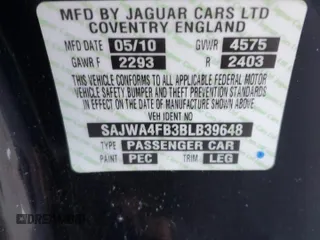 MFD BY JAGUAR CARS LTD
COVENTRY ENGLAND
MFD DATE 05/10 GVWR 4575
GAWR F 2293 R 2403
THIS VEHICLE CONFORMS TO ALL APPLICABLE FEDERAL MOTOR
VEHICLE SAFETY, BUMPER AND THEFT PREVENTION STANDARDS
IN EFFECT ON THE DATE OF MANUFACTURE SHOWN ABOVE.
VEH IDENT NO SAJWA4FB3BLB39648
TYPE PASSENGER CAR
PAINT PEC TRIM LEG